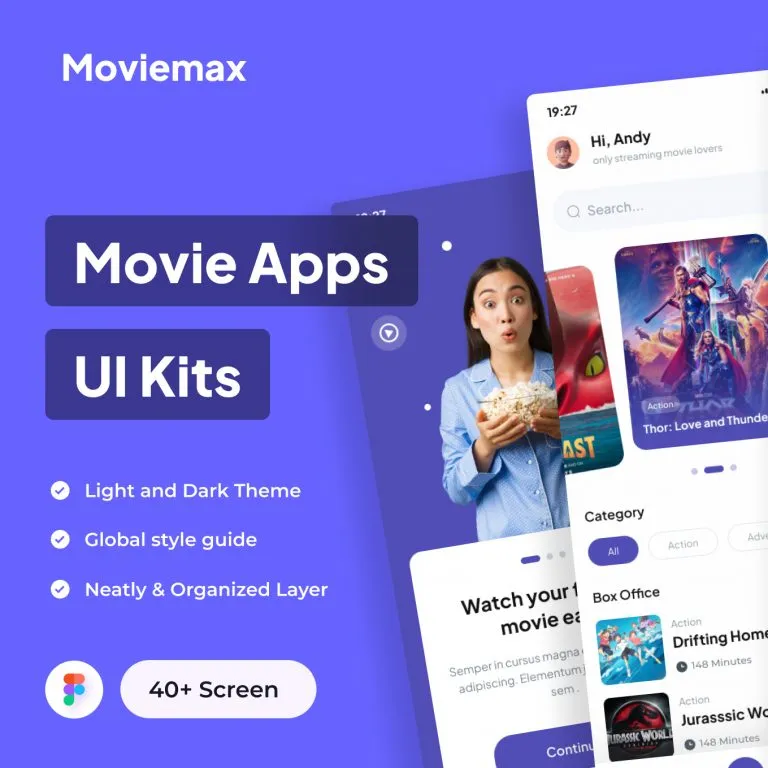 Moviemax
Movie Apps
UI Kits
Light and Dark Theme
Global style guide
Neatly & Organized Layer
40+ Screen
19:27
Hi, Andy
only streaming movie lovers
Search...
Action
Thor: Love and Thunde
AST
Category
All
Action
Adve
Box Office
Action
Drifting Home
148 Minutes
JURASSIC WORLD
Action
Jurasssic Wo
148 Minutes
Watch your f
movie ea
Semper in cursus magna
adipiscing. Elementum
sem .
Continu